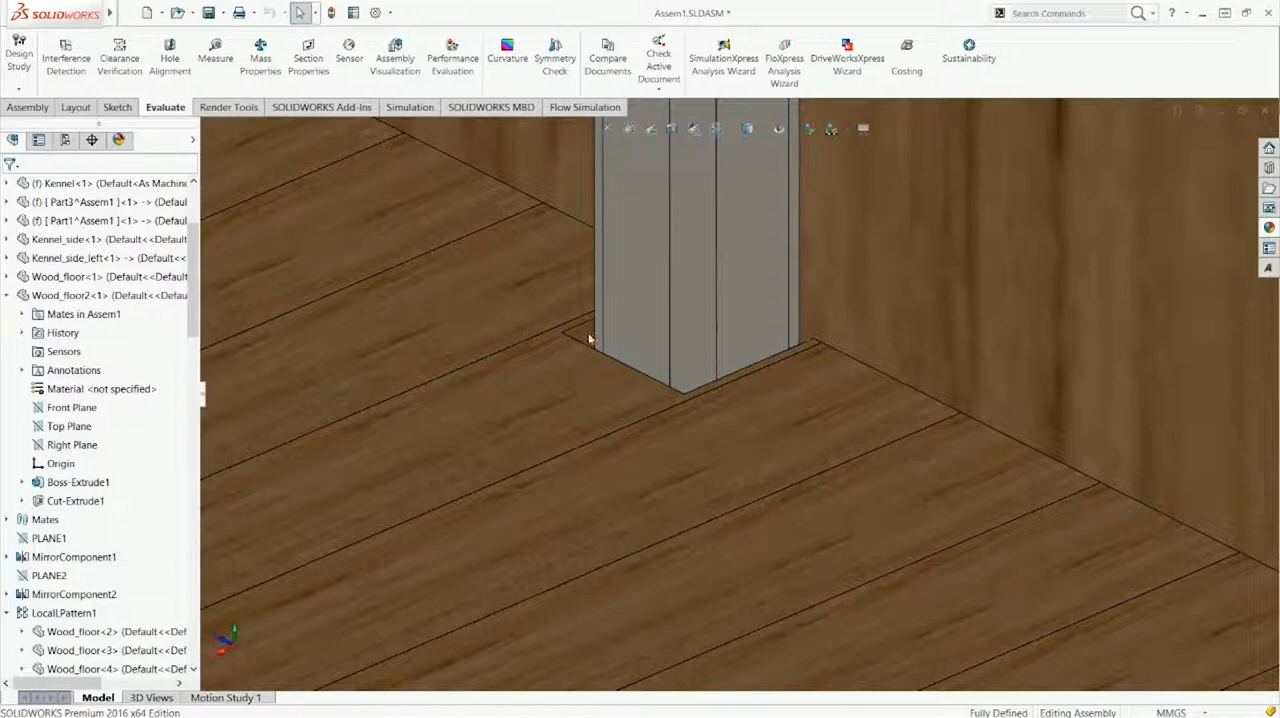 SOLIDWORKS
Assem1.SLDASM *
Search Commands
Design Study
Interference Detection
Clearance Verification
Hole Alignment
Measure
Mass Properties
Section Properties
Sensor
Assembly Visualization
Performance Evaluation
Curvature
Symmetry Check
Compare Documents
Check Active Document
SimulationXpress Analysis Wizard
FloXpress Analysis Wizard
DriveWorksXpress Wizard
Costing
Sustainability
Assembly Layout Sketch Evaluate Render Tools SOLIDWORKS Add-Ins Simulation SOLIDWORKS MBD Flow Simulation
(f) Kennel<1> (Default<As Machine
(f) [ Part3^Assem1 ]<1> -> (Defaul
(f) [ Part1^Assem1 ]<1> -> (Defaul
Kennel_side<1> (Default<<Default
Kennel_side_left<1> -> (Default<<
Wood_floor<1> (Default<<Default
Wood_floor2<1> (Default<<Defau
Mates in Assem1
History
Sensors
Annotations
Material <not specified>
Front Plane
Top Plane
Right Plane
Origin
Boss-Extrude1
Cut-Extrude1
Mates
PLANE1
MirrorComponent1
PLANE2
MirrorComponent2
LocalLPattern1
Wood_floor<2> (Default<<Def
Wood_floor<3> (Default<<Def
Wood_floor<4> (Default<<Def
Model 3D Views Motion Study 1
SOLIDWORKS Premium 2016 x64 Edition Fully Defined Editing Assembly MMGS